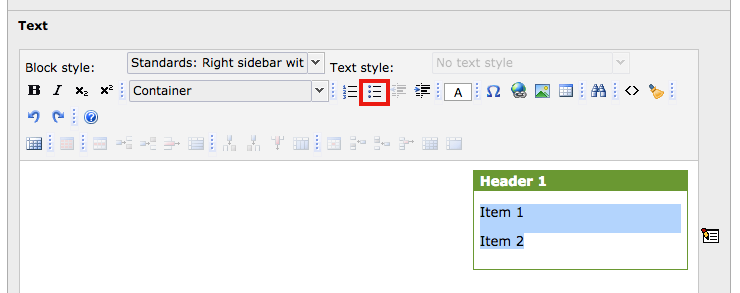 Text
Block style: Standards: Right sidebar wit Text style: No text style
B I x₂ x² Container A Ω <>
Header 1
Item 1
Item 2